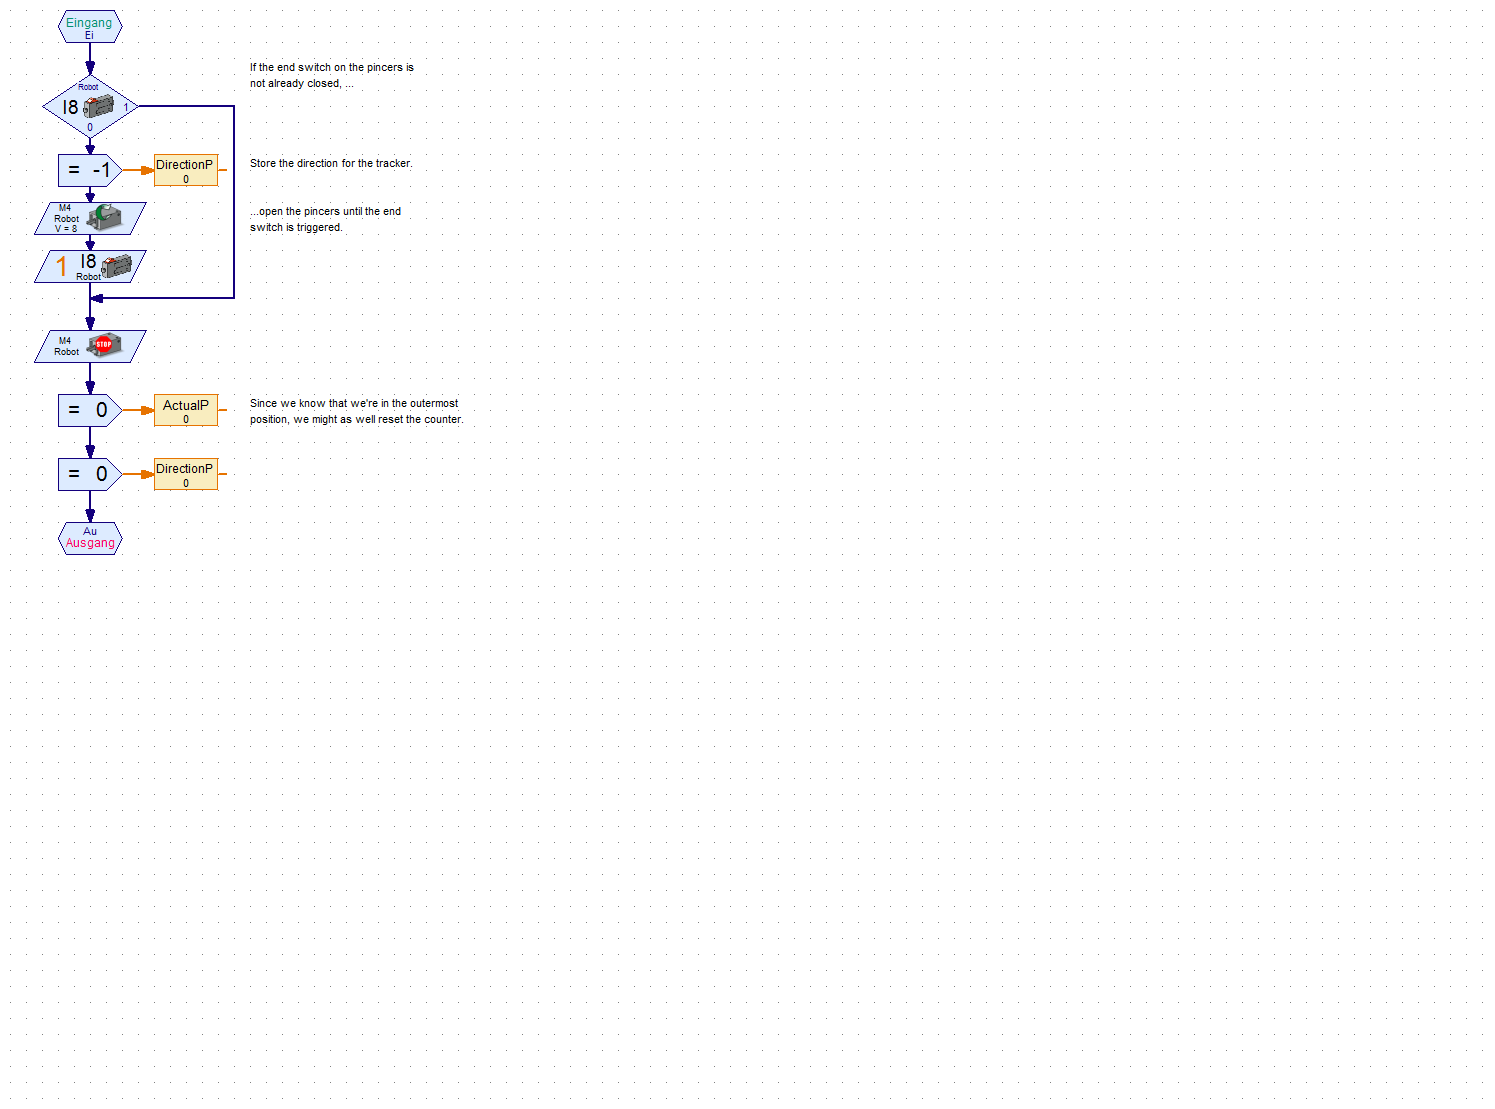 Eingang
Ei
If the end switch on the pincers is
not already closed, ...
Robot
I8
1
0
= -1
DirectionP
0
Store the direction for the tracker.
M4
Robot
V = 8
...open the pincers until the end
switch is triggered.
1 I8
Robot
M4
Robot
STOP
= 0
ActualP
0
Since we know that we're in the outermost
position, we might as well reset the counter.
= 0
DirectionP
0
Au
Ausgang